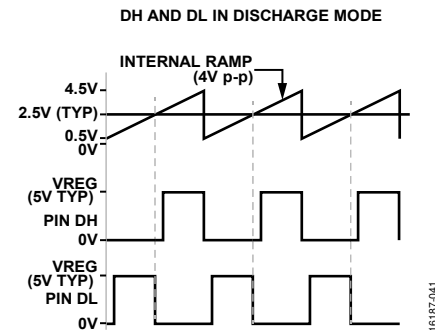 DH AND DL IN DISCHARGE MODE
INTERNAL RAMP
(4V p-p)
4.5V
2.5V (TYP)
0.5V
0V
VREG
(5V TYP)
PIN DH
0V
VREG
(5V TYP)
PIN DL
0V
16187-041